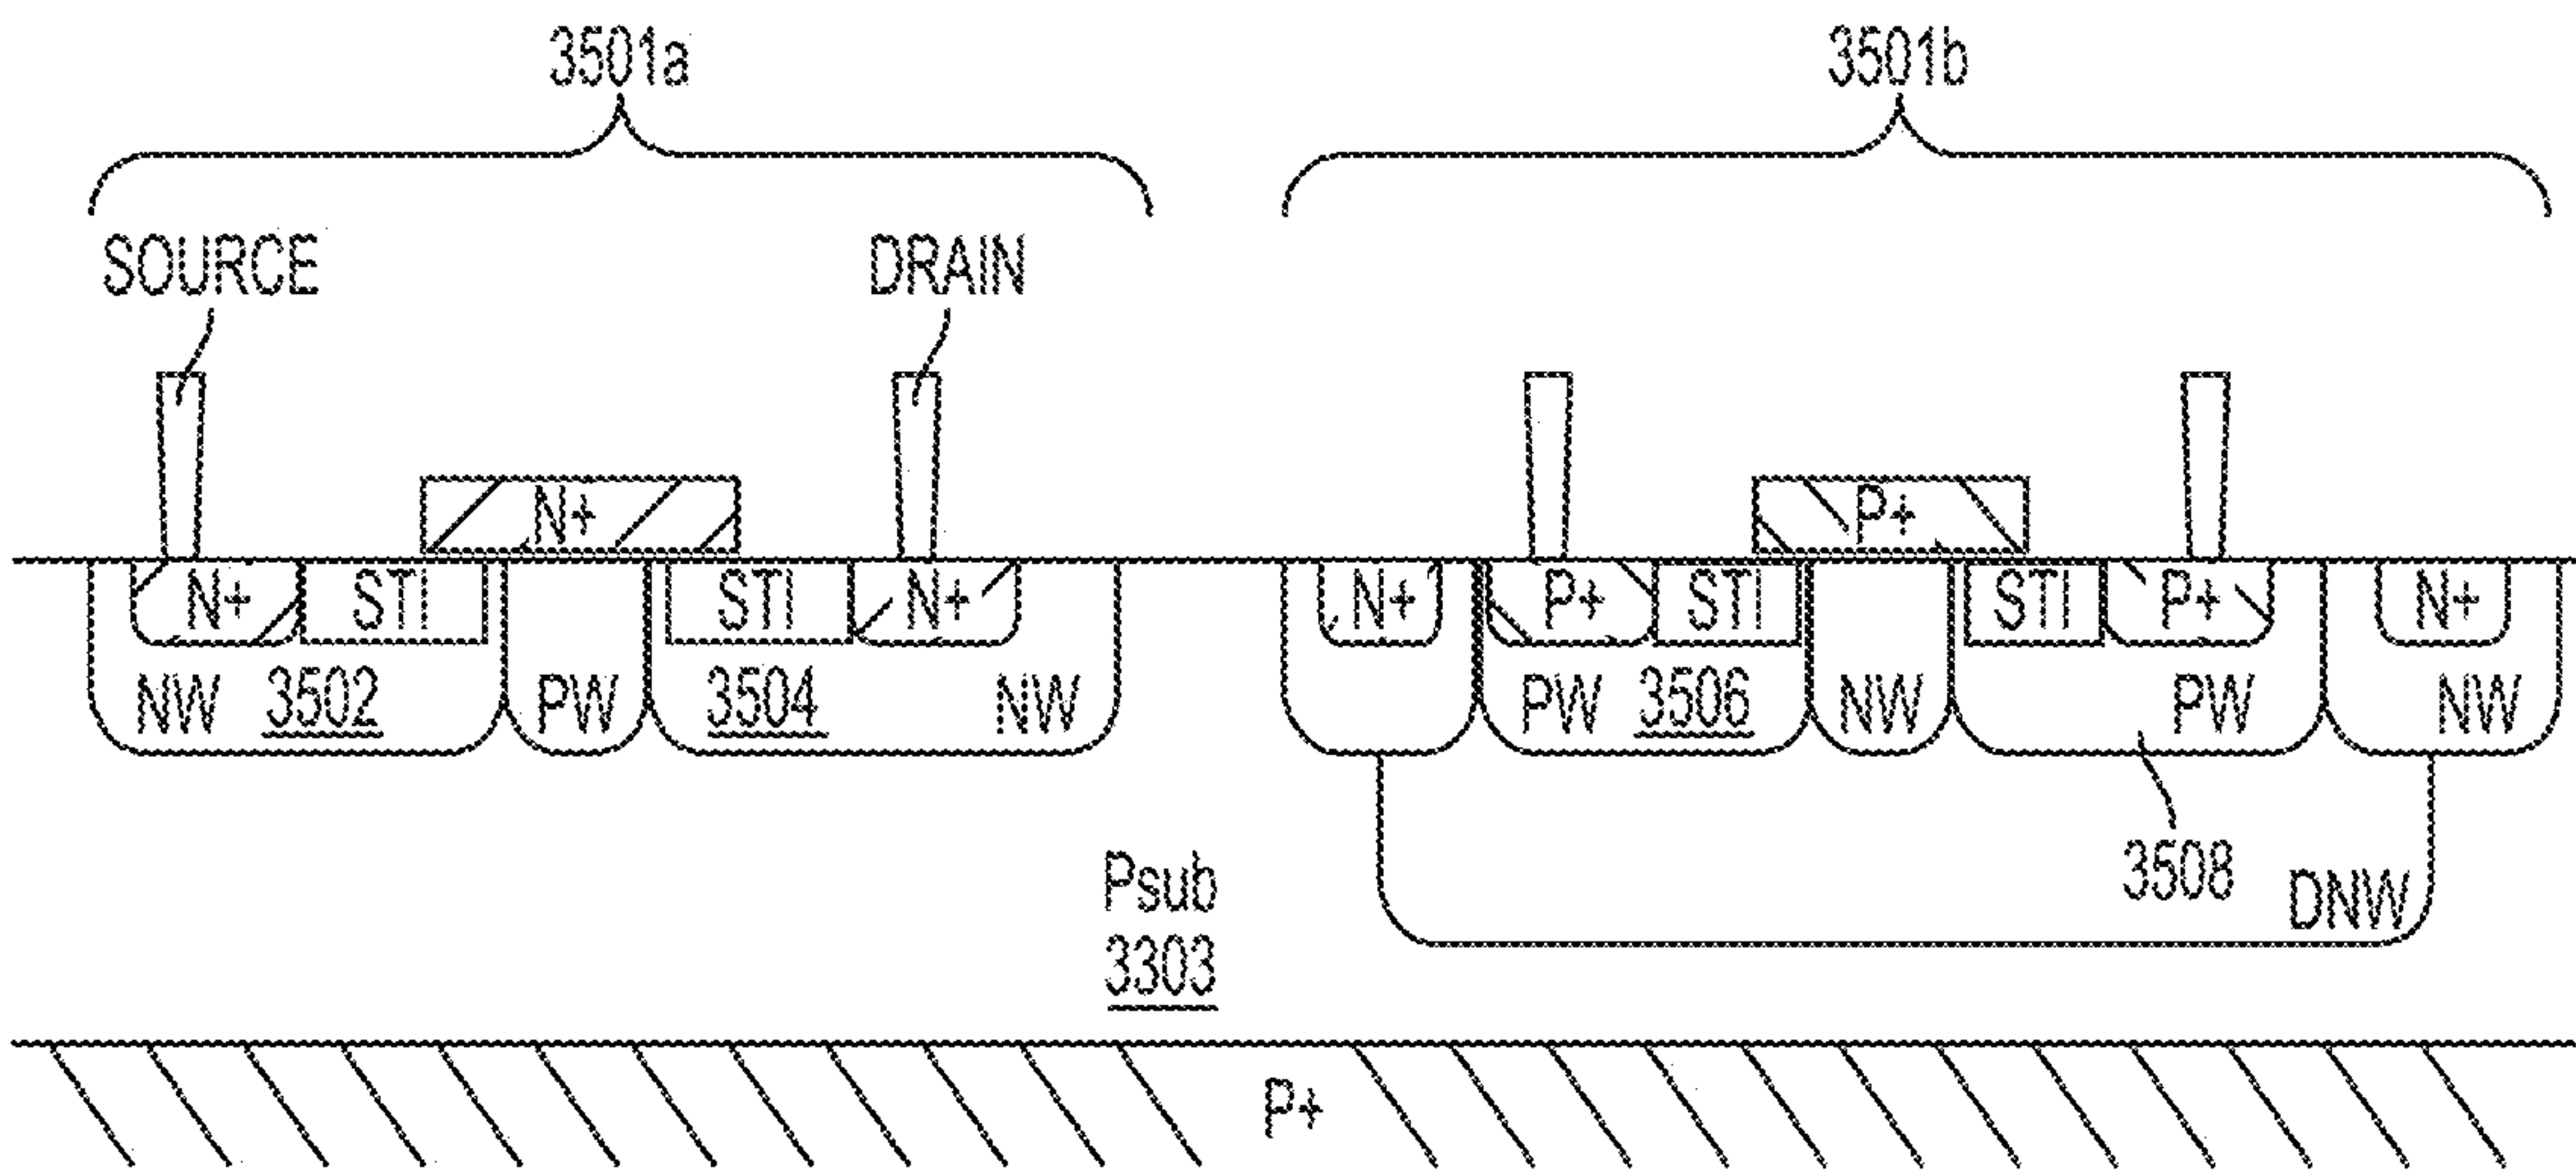 3501a
3501b
SOURCE
DRAIN
N+
P+
N+ STI STI N+
N+ P+ STI STI P+ N+
NW 3502 PW 3504 NW
PW 3506 NW PW NW
3508
DNW
Psub
3303
P+